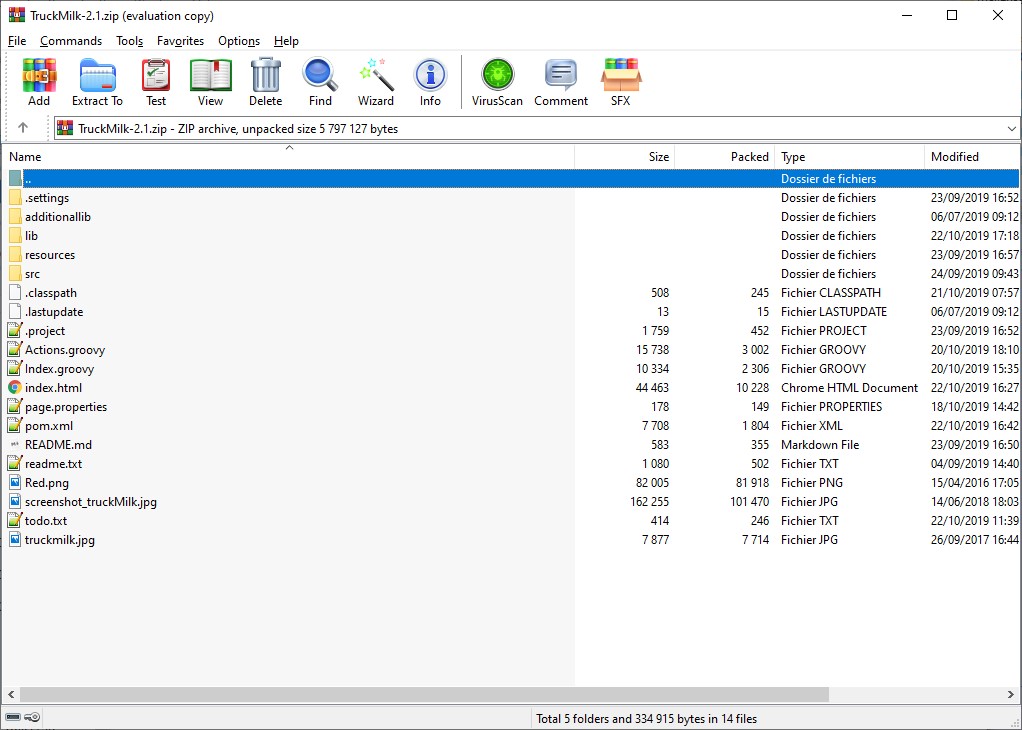 TruckMilk-2.1.zip (evaluation copy)
File Commands Tools Favorites Options Help
Add Extract To Test View Delete Find Wizard Info VirusScan Comment SFX
TruckMilk-2.1.zip - ZIP archive, unpacked size 5 797 127 bytes
Name Size Packed Type Modified
.. Dossier de fichiers
.settings Dossier de fichiers 23/09/2019 16:52
additionallib Dossier de fichiers 06/07/2019 09:12
lib Dossier de fichiers 22/10/2019 17:18
resources Dossier de fichiers 23/09/2019 16:57
src Dossier de fichiers 24/09/2019 09:43
.classpath 508 245 Fichier CLASSPATH 21/10/2019 07:57
.lastupdate 13 15 Fichier LASTUPDATE 06/07/2019 09:12
.project 1 759 452 Fichier PROJECT 23/09/2019 16:52
Actions.groovy 15 738 3 002 Fichier GROOVY 20/10/2019 18:10
Index.groovy 10 334 2 306 Fichier GROOVY 20/10/2019 15:35
index.html 44 463 10 228 Chrome HTML Document 22/10/2019 16:27
page.properties 178 149 Fichier PROPERTIES 18/10/2019 14:42
pom.xml 7 708 1 804 Fichier XML 22/10/2019 16:42
README.md 583 355 Markdown File 23/09/2019 16:50
readme.txt 1 080 502 Fichier TXT 04/09/2019 14:40
Red.png 82 005 81 918 Fichier PNG 15/04/2016 17:05
screenshot_truckMilk.jpg 162 255 101 470 Fichier JPG 14/06/2018 18:03
todo.txt 414 246 Fichier TXT 22/10/2019 11:39
truckmilk.jpg 7 877 7 714 Fichier JPG 26/09/2017 16:44
Total 5 folders and 334 915 bytes in 14 files